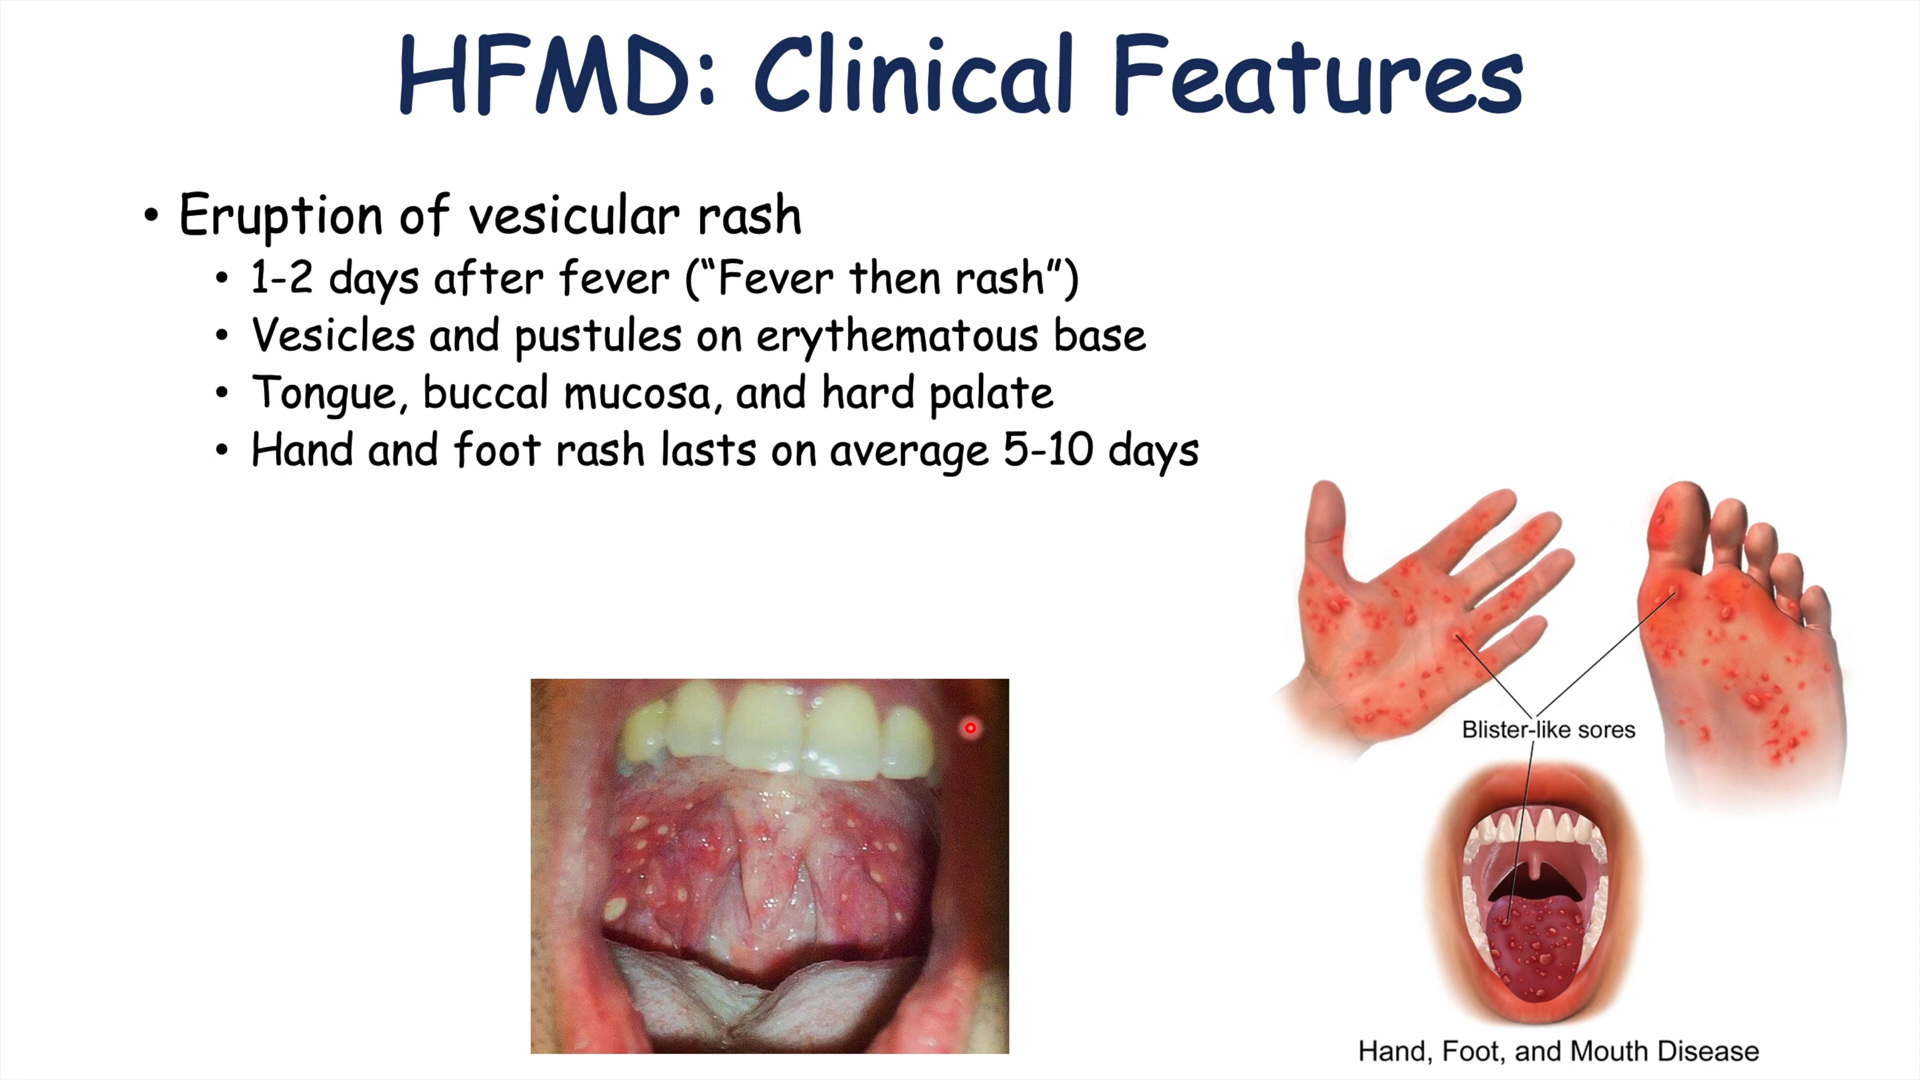 HFMD: Clinical Features
• Eruption of vesicular rash
• 1-2 days after fever (“Fever then rash”)
• Vesicles and pustules on erythematous base
• Tongue, buccal mucosa, and hard palate
• Hand and foot rash lasts on average 5-10 days
Blister-like sores
Hand, Foot, and Mouth Disease